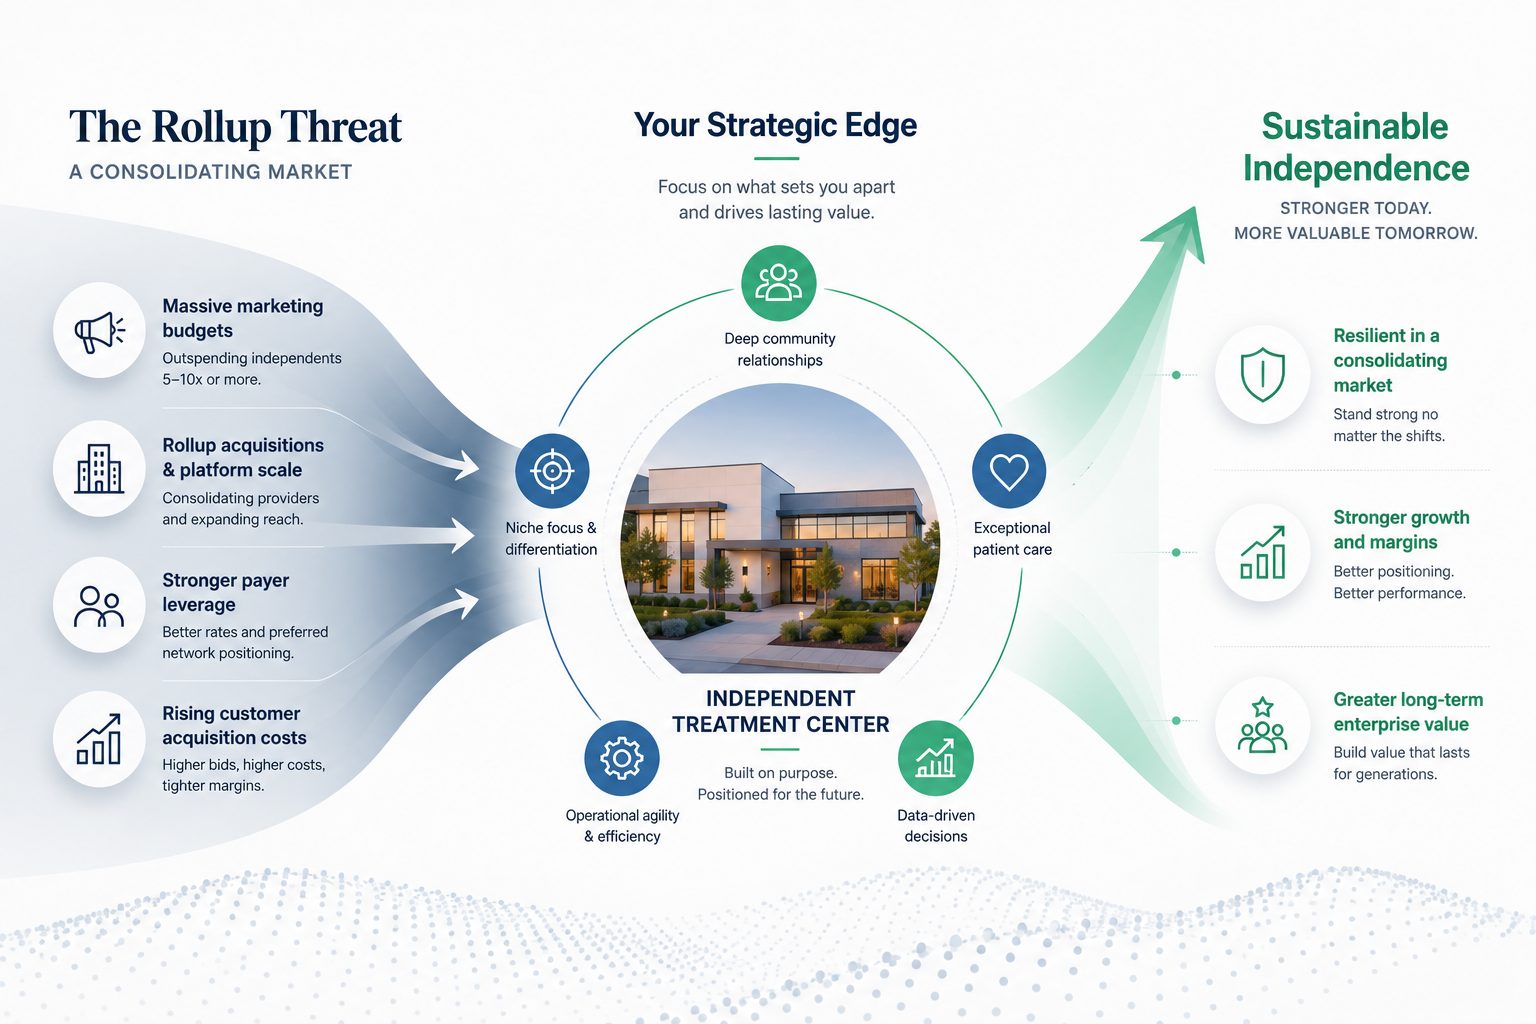 The Rollup Threat
A CONSOLIDATING MARKET
Massive marketing
budgets
Outspending independents
5–10x or more.
Rollup acquisitions
& platform scale
Consolidating providers
and expanding reach.
Stronger payer
leverage
Better rates and preferred
network positioning.
Rising customer
acquisition costs
Higher bids, higher costs,
tighter margins.
Your Strategic Edge
Focus on what sets you apart
and drives lasting value.
Deep community
relationships
Niche focus &
differentiation
Exceptional
patient care
INDEPENDENT
TREATMENT CENTER
Built on purpose.
Positioned for the future.
Operational agility
& efficiency
Data-driven
decisions
Sustainable
Independence
STRONGER TODAY.
MORE VALUABLE TOMORROW.
Resilient in a
consolidating
market
Stand strong no
matter the shifts.
Stronger growth
and margins
Better positioning.
Better performance.
Greater long-term
enterprise value
Build value that lasts
for generations.